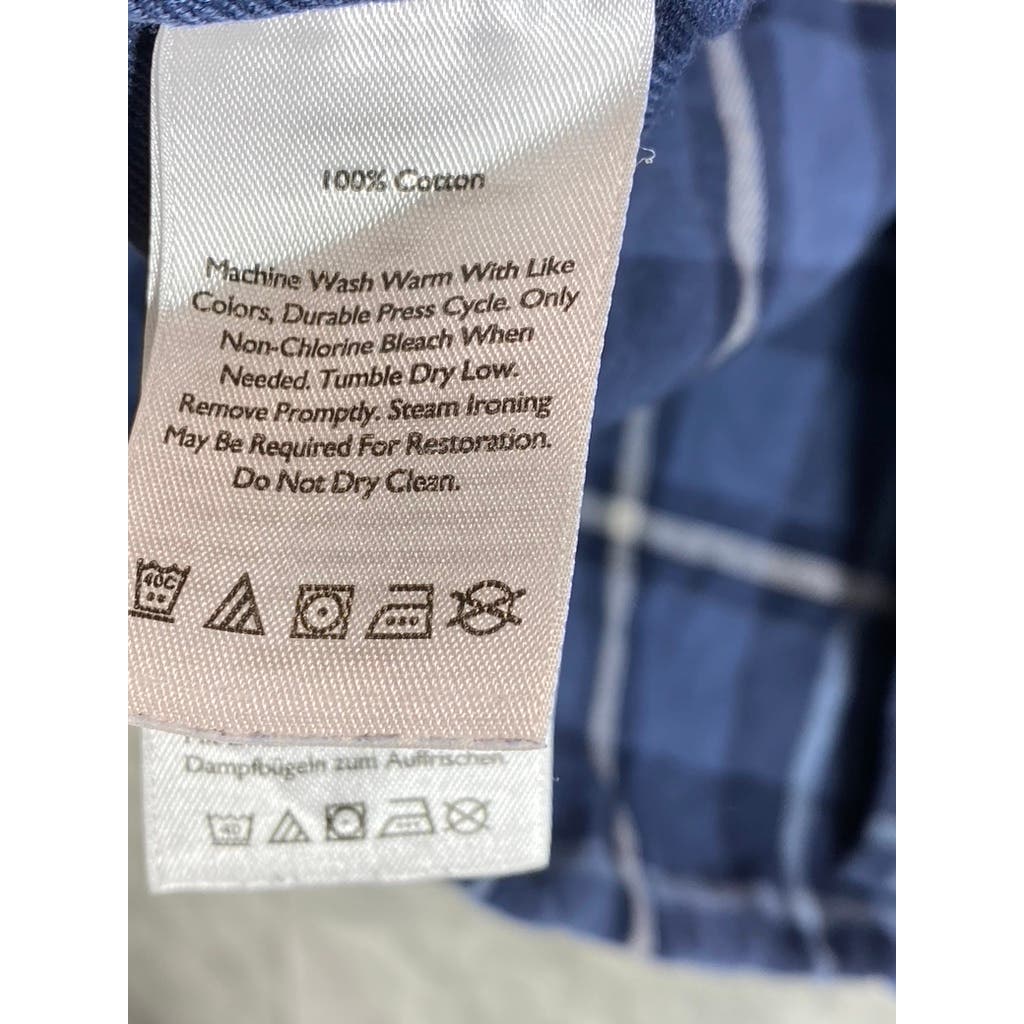 100% Cotton
Machine Wash Warm With Like
Colors, Durable Press Cycle. Only
Non-Chlorine Bleach When
Needed. Tumble Dry Low.
Remove Promptly. Steam Ironing
May Be Required For Restoration.
Do Not Dry Clean.
40C
Dampfbügeln zum Auffrischen.
40